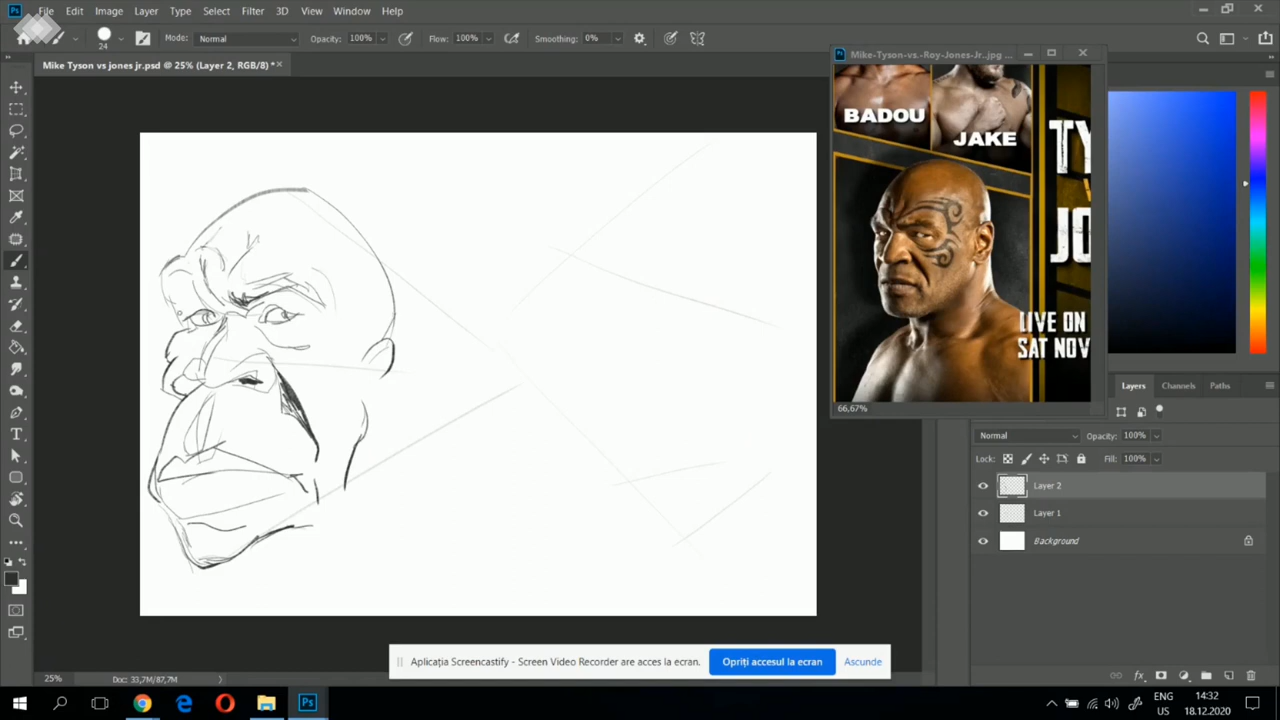 File Edit Image Layer Type Select Filter 3D View Window Help
24 Mode: Normal Opacity: 100% Flow: 100% Smoothing: 0%
Mike Tyson vs jones jr.psd @ 25% (Layer 2, RGB/8) *
Mike-Tyson-vs.-Roy-Jones-Jr..jpg ...
BADOU
JAKE
TY
JO
LIVE ON
SAT NOV
66,67%
Layers Channels Paths
Normal Opacity: 100%
Lock: Fill: 100%
Layer 2
Layer 1
Background
Aplicația Screencastify - Screen Video Recorder are acces la ecran. Opriți accesul la ecran Ascunde
25% Doc: 33,7M/87,7M
ENG 14:32
US 18.12.2020